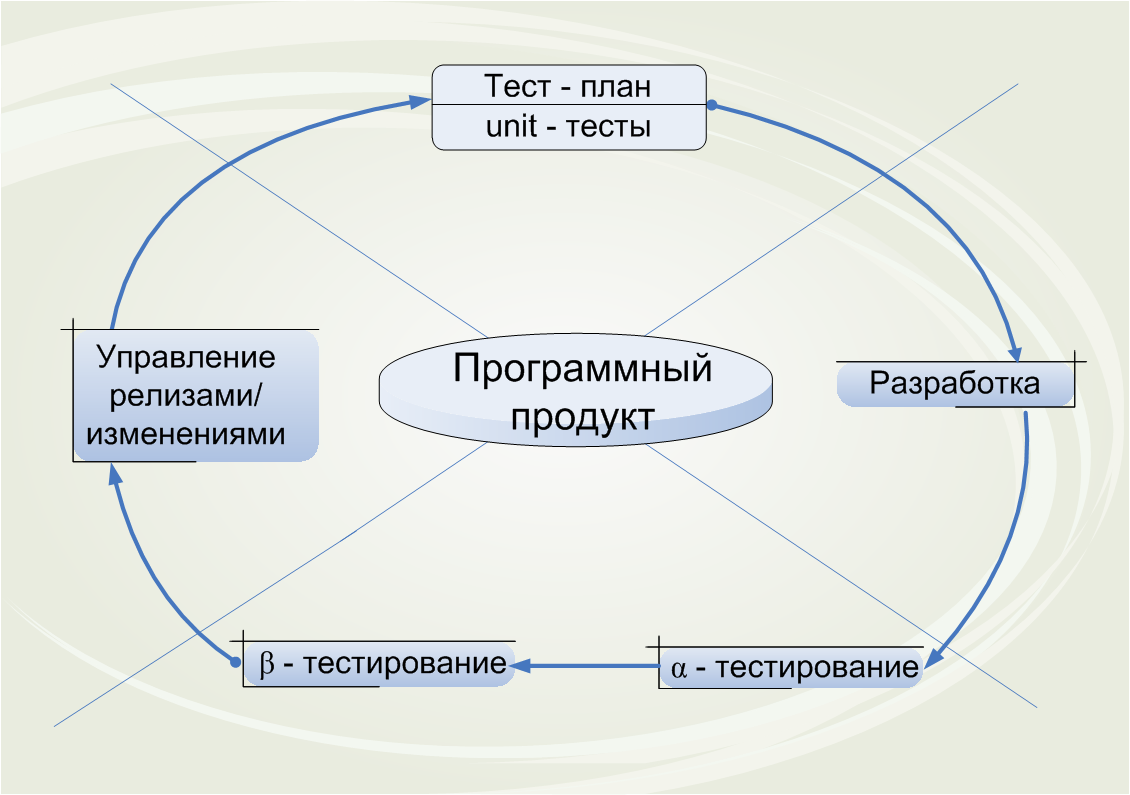 Тест - план
unit - тесты
Программный
продукт
Разработка
α - тестирование
β - тестирование
Управление
релизами/
изменениями